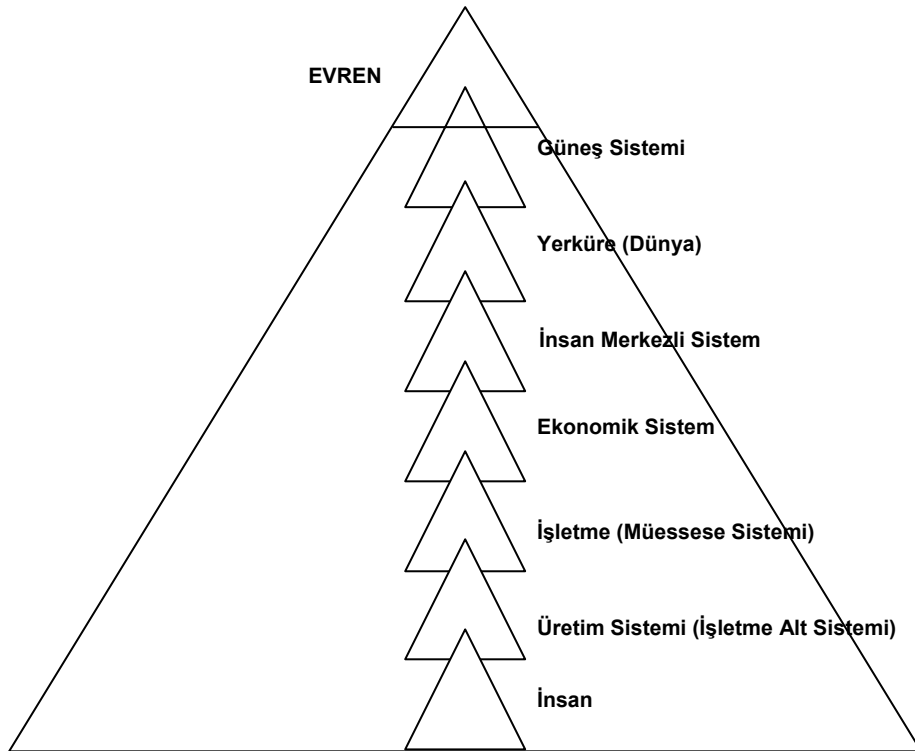 EVREN
Güneş Sistemi
Yerküre (Dünya)
İnsan Merkezli Sistem
Ekonomik Sistem
İşletme (Müessese Sistemi)
Üretim Sistemi (İşletme Alt Sistemi)
İnsan